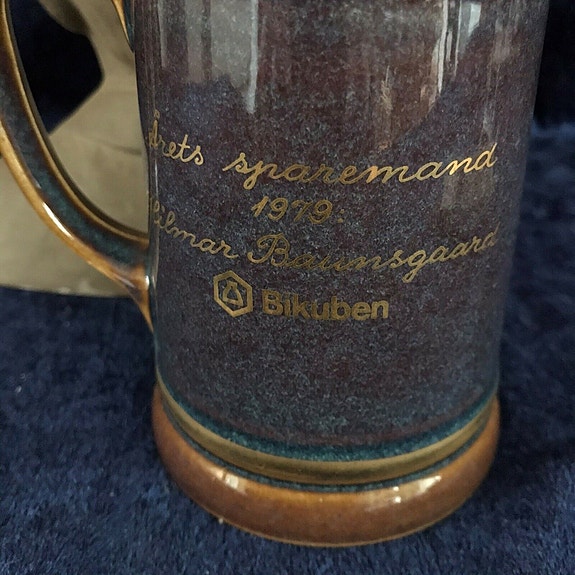 Årets sparemand
1979:
Hilmar Baunsgaard
Bikuben